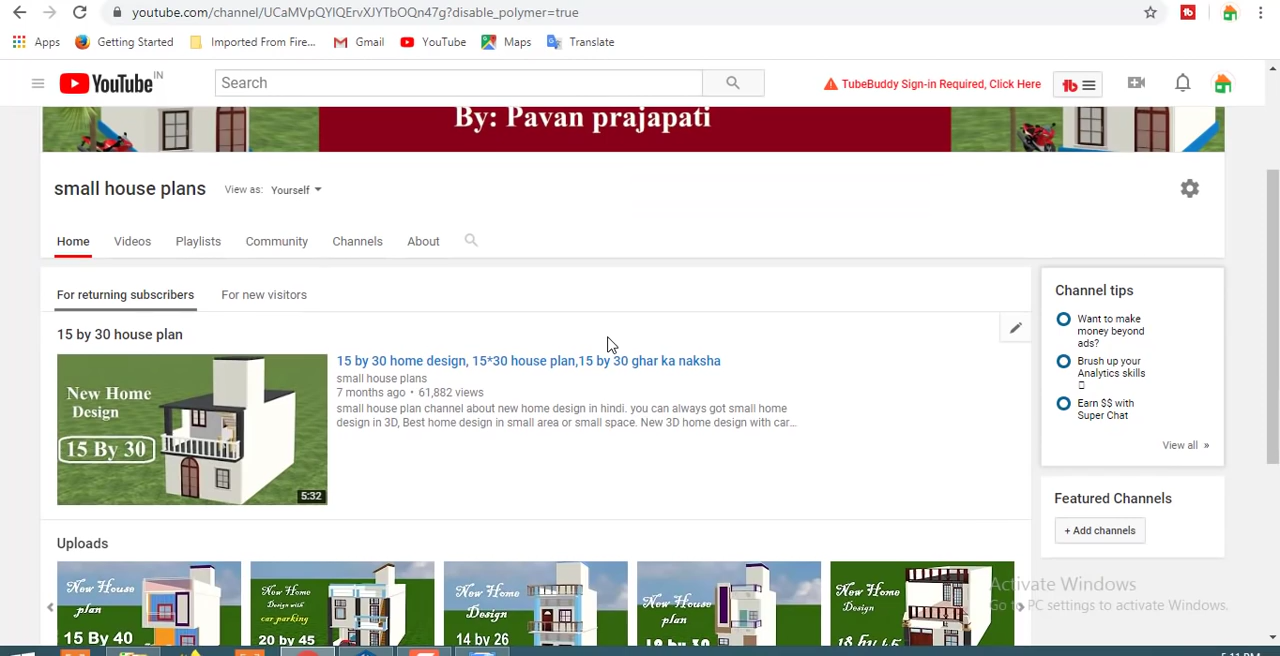 youtube.com/channel/UCaMVpQYlQErvXJYTbOQn47g?disable_polymer=true
Apps Getting Started Imported From Fire... Gmail YouTube Maps Translate
YouTube IN Search TubeBuddy Sign-in Required, Click Here tb
By: Pavan prajapati
small house plans View as: Yourself
Home Videos Playlists Community Channels About
For returning subscribers For new visitors
15 by 30 house plan
New Home
Design
15 By 30
5:32
15 by 30 home design, 15*30 house plan,15 by 30 ghar ka naksha
small house plans
7 months ago • 61,882 views
small house plan channel about new home design in hindi. you can always got small home
design in 3D, Best home design in small area or small space. New 3D home design with car...
Channel tips
Want to make
money beyond
ads?
Brush up your
Analytics skills
Earn $$ with
Super Chat
View all »
Featured Channels
+ Add channels
Uploads
New House
plan
15 By 40
New Home
Design with
car parking
20 by 45
New Home
Design
14 by 26
New House
plan
New Home
Design
Activate Windows
Go to PC settings to activate Windows.